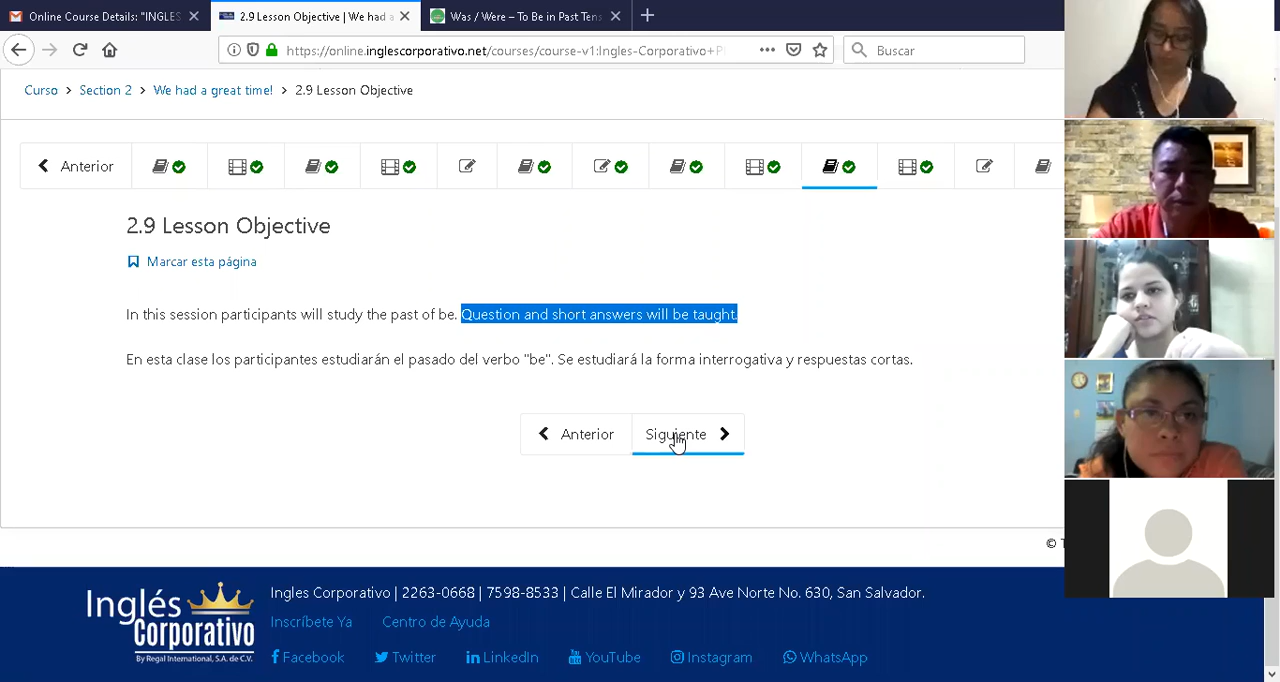 Online Course Details: "INGLES
2.9 Lesson Objective | We had a
Was / Were – To Be in Past Tens
https://online.inglescorporativo.net/courses/course-v1:Ingles-Corporativo+P
Buscar
Curso > Section 2 > We had a great time! > 2.9 Lesson Objective
Anterior
2.9 Lesson Objective
Marcar esta página
In this session participants will study the past of be. Question and short answers will be taught.
En esta clase los participantes estudiarán el pasado del verbo "be". Se estudiará la forma interrogativa y respuestas cortas.
Anterior
Siguiente
©
Inglés Corporativo
By Regal International, S.A. de C.V.
Ingles Corporativo | 2263-0668 | 7598-8533 | Calle El Mirador y 93 Ave Norte No. 630, San Salvador.
Inscríbete Ya
Centro de Ayuda
Facebook
Twitter
LinkedIn
YouTube
Instagram
WhatsApp